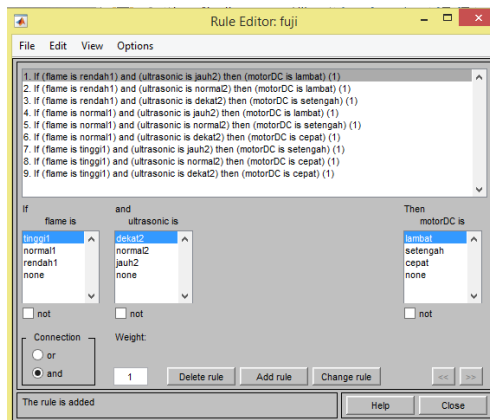 Rule Editor: fuji
File Edit View Options
1. If (flame is rendah1) and (ultrasonic is jauh2) then (motorDC is lambat) (1)
2. If (flame is rendah1) and (ultrasonic is normal2) then (motorDC is lambat) (1)
3. If (flame is rendah1) and (ultrasonic is dekat2) then (motorDC is setengah) (1)
4. If (flame is normal1) and (ultrasonic is jauh2) then (motorDC is lambat) (1)
5. If (flame is normal1) and (ultrasonic is normal2) then (motorDC is setengah) (1)
6. If (flame is normal1) and (ultrasonic is dekat2) then (motorDC is cepat) (1)
7. If (flame is tinggi1) and (ultrasonic is jauh2) then (motorDC is setengah) (1)
8. If (flame is tinggi1) and (ultrasonic is normal2) then (motorDC is cepat) (1)
9. If (flame is tinggi1) and (ultrasonic is dekat2) then (motorDC is cepat) (1)
If and Then
flame is ultrasonic is motorDC is
tinggi1 dekat2 lambat
normal1 normal2 setengah
rendah1 jauh2 cepat
none none none
not not not
Connection Weight:
or
and 1 Delete rule Add rule Change rule << >>
The rule is added Help Close